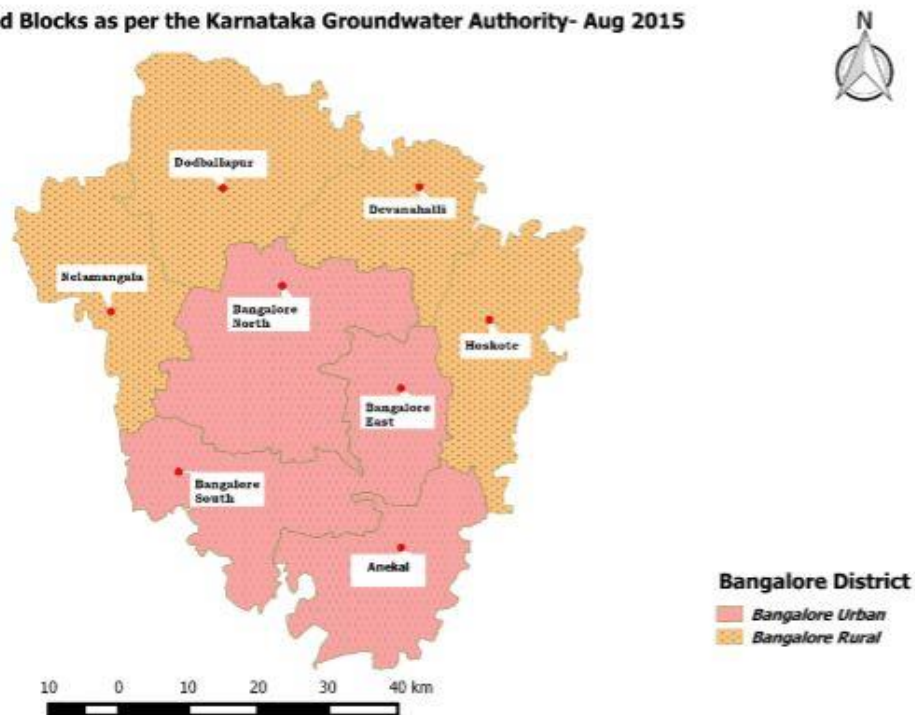 d Blocks as per the Karnataka Groundwater Authority- Aug 2015
N
Dodballapur
Devanahalli
Nelamangala
Bangalore
North
Hoskote
Bangalore
East
Bangalore
South
Anekal
Bangalore District
Bangalore Urban
Bangalore Rural
10 0 10 20 30 40 km